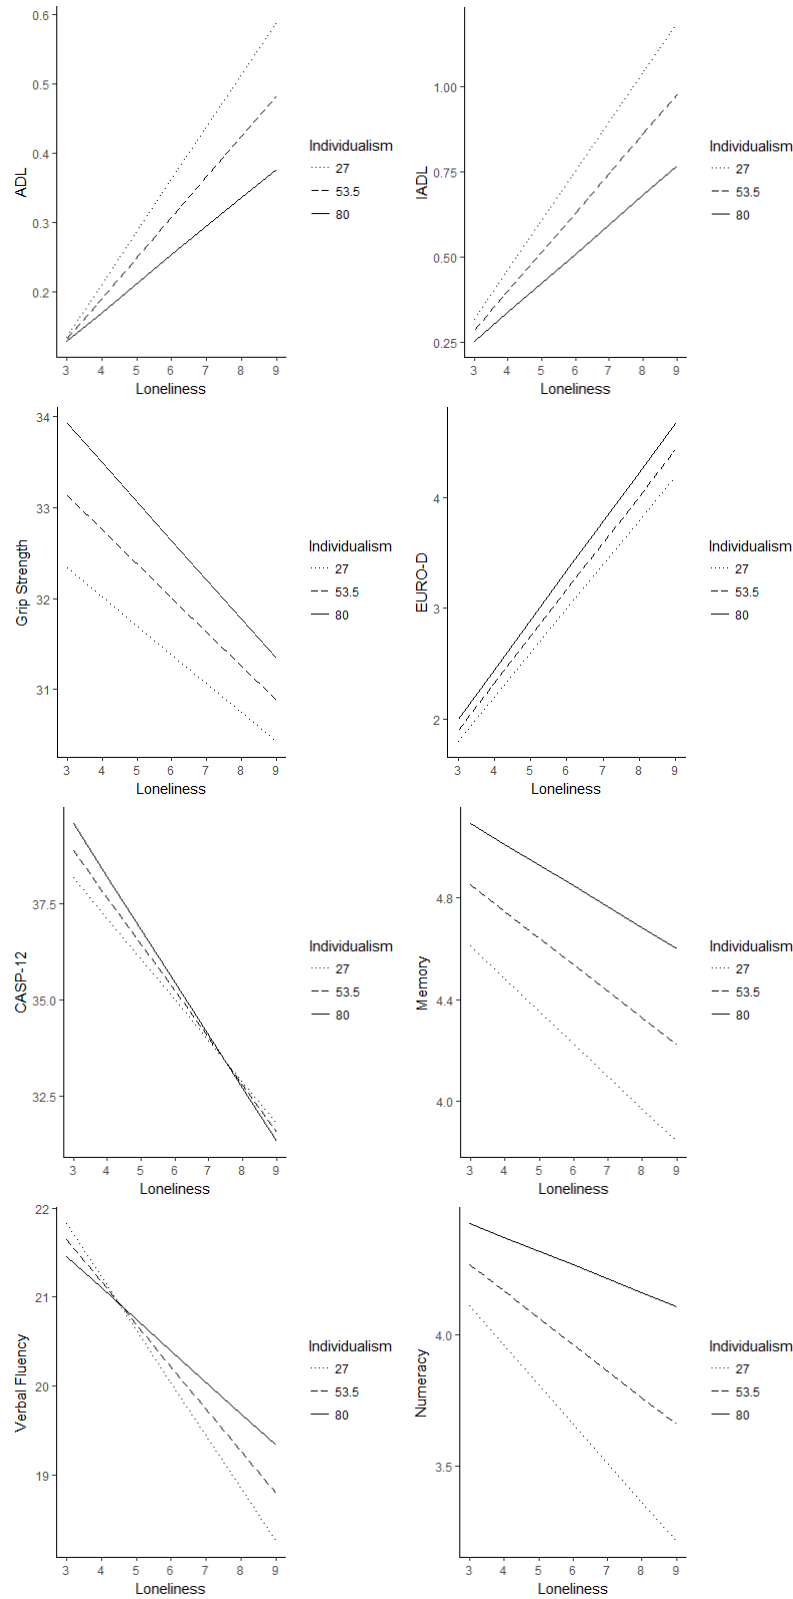 ADL
0.6
0.5
0.4
0.3
0.2
3 4 5 6 7 8 9
Loneliness
Individualism
27
53.5
80
IADL
1.00
0.75
0.50
0.25
3 4 5 6 7 8 9
Loneliness
Individualism
27
53.5
80
Grip Strength
34
33
32
31
3 4 5 6 7 8 9
Loneliness
Individualism
27
53.5
80
EURO-D
4
3
2
3 4 5 6 7 8 9
Loneliness
Individualism
27
53.5
80
CASP-12
37.5
35.0
32.5
3 4 5 6 7 8 9
Loneliness
Individualism
27
53.5
80
Memory
4.8
4.4
4.0
3 4 5 6 7 8 9
Loneliness
Individualism
27
53.5
80
Verbal Fluency
22
21
20
19
3 4 5 6 7 8 9
Loneliness
Individualism
27
53.5
80
Numeracy
4.0
3.5
3 4 5 6 7 8 9
Loneliness
Individualism
27
53.5
80